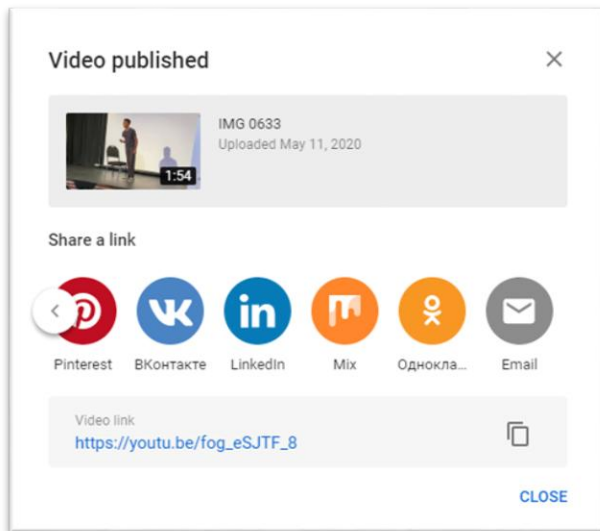 Video published
IMG 0633
Uploaded May 11, 2020
1:54
Share a link
Pinterest
ВКонтакте
LinkedIn
Mix
Однокла...
Email
Video link
https://youtu.be/fog_eSJTF_8
CLOSE